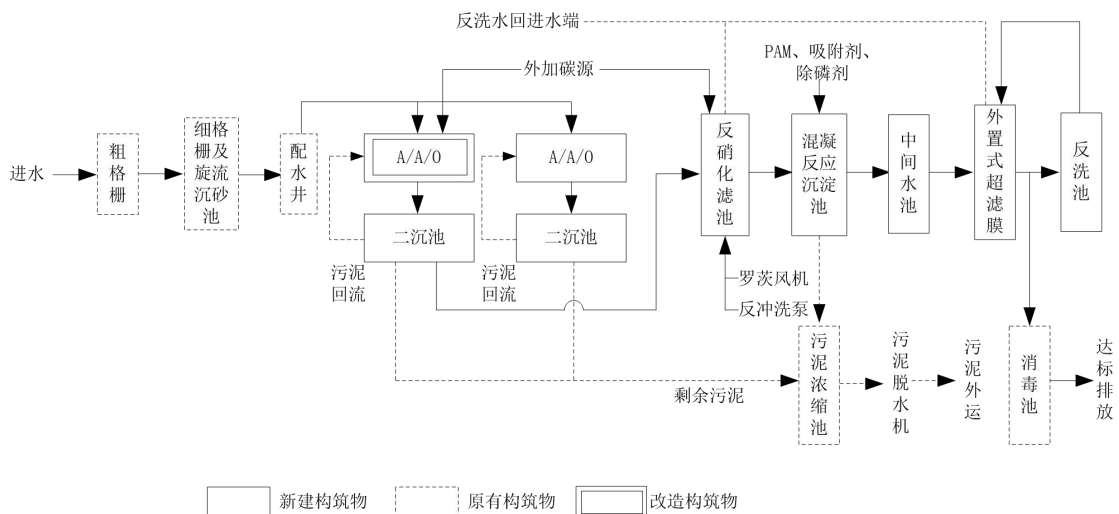 反洗水回进水端
PAM、吸附剂、
除磷剂
外加碳源
进水
粗格栅
细格
栅及
旋流
沉砂
池
配水井
A/A/O
A/A/O
二沉池
二沉池
污泥
回流
污泥
回流
反硝化滤池
混凝
反应
沉淀
池
中间水池
外置式超滤膜
反洗池
罗茨风机
反冲洗泵
剩余污泥
污泥浓缩池
污泥脱水机
污泥外运
消毒池
达标排放
新建构筑物
原有构筑物
改造构筑物